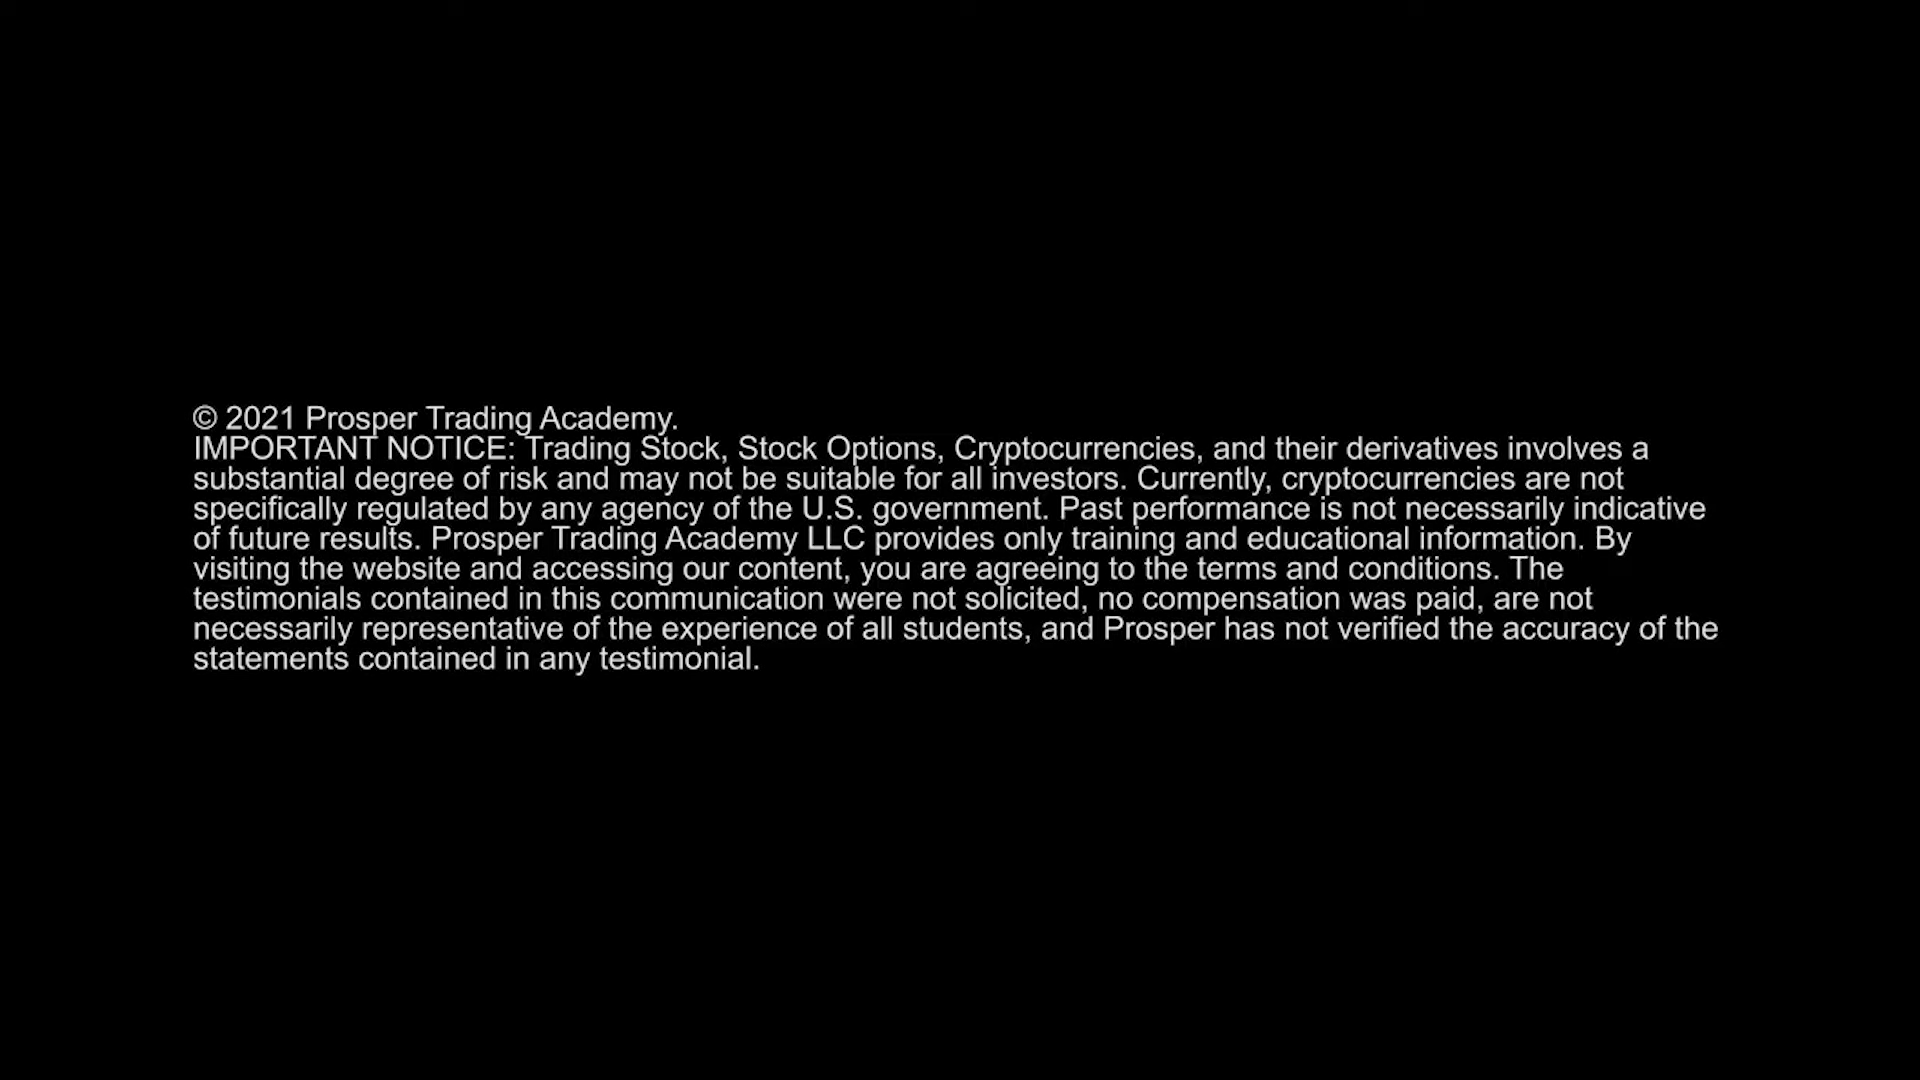 © 2021 Prosper Trading Academy.
IMPORTANT NOTICE: Trading Stock, Stock Options, Cryptocurrencies, and their derivatives involves a
substantial degree of risk and may not be suitable for all investors. Currently, cryptocurrencies are not
specifically regulated by any agency of the U.S. government. Past performance is not necessarily indicative
of future results. Prosper Trading Academy LLC provides only training and educational information. By
visiting the website and accessing our content, you are agreeing to the terms and conditions. The
testimonials contained in this communication were not solicited, no compensation was paid, are not
necessarily representative of the experience of all students, and Prosper has not verified the accuracy of the
statements contained in any testimonial.